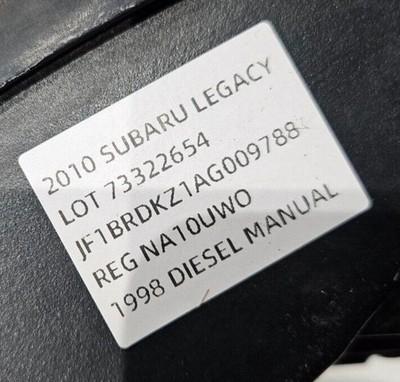 2010 SUBARU LEGACY
LOT 73322654
JF1BRDKZ1AG009788
REG NA10UWO
1998 DIESEL MANUAL